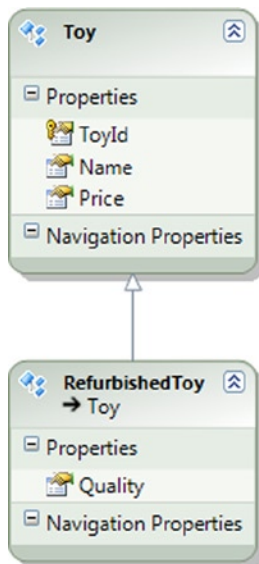 Toy
Properties
ToyId
Name
Price
Navigation Properties
RefurbishedToy
→ Toy
Properties
Quality
Navigation Properties